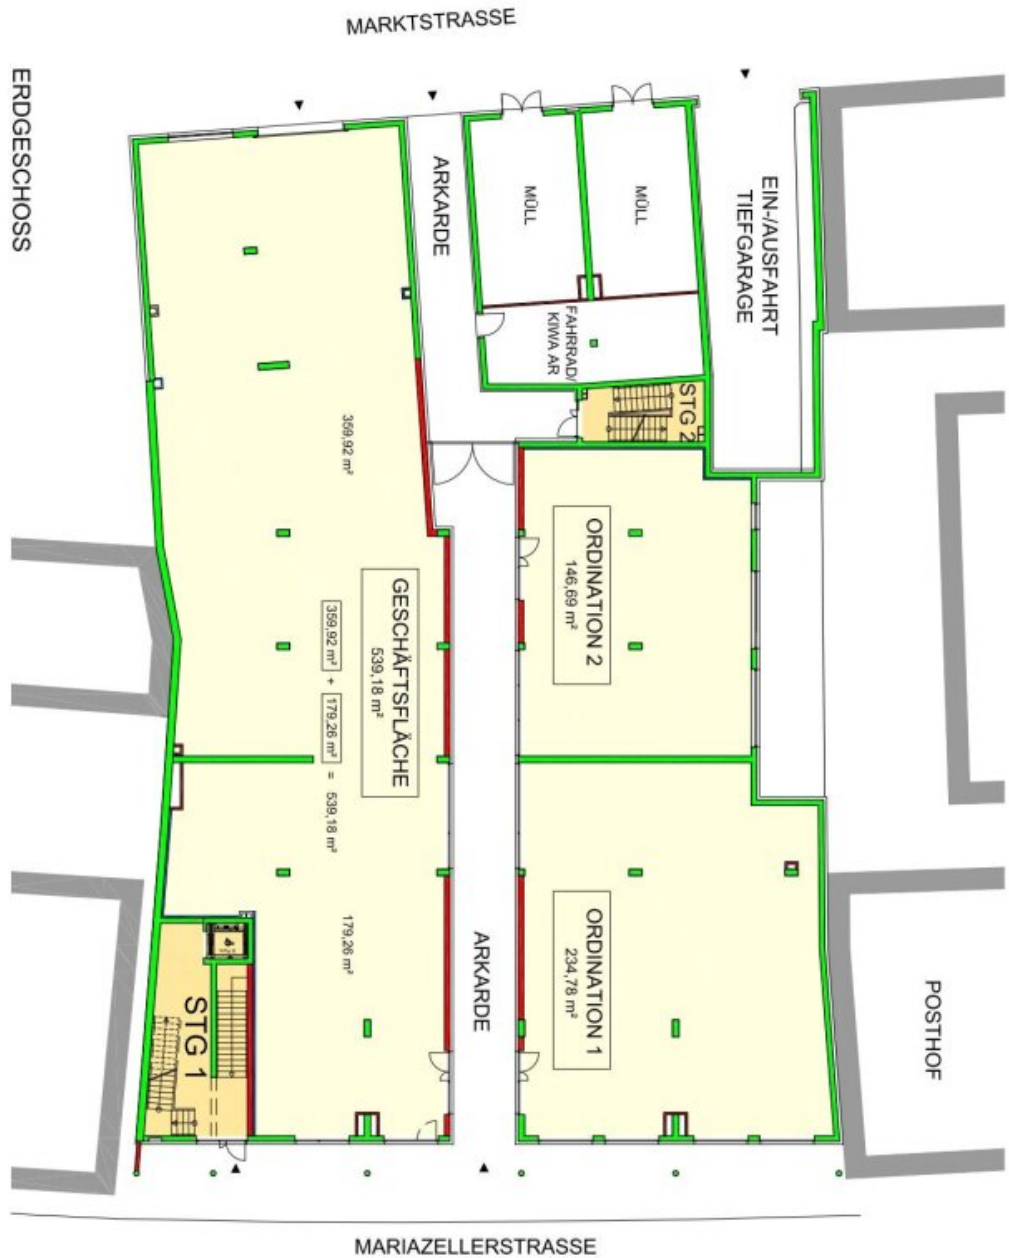 MARKTSTRASSE
ERDGESCHOSS
ARKARDE
MÜLL
MÜLL
EIN-/AUSFAHRT
TIEFGARAGE
FAHRRAD/
KIWA AR
STG 2
359,92 m²
ORDINATION 2
146,69 m²
GESCHÄFTSFLÄCHE
539,18 m²
359,92 m² + 179,26 m² = 539,18 m²
179,26 m²
ARKARDE
ORDINATION 1
234,78 m²
STG 1
POSTHOF
MARIAZELLERSTRASSE